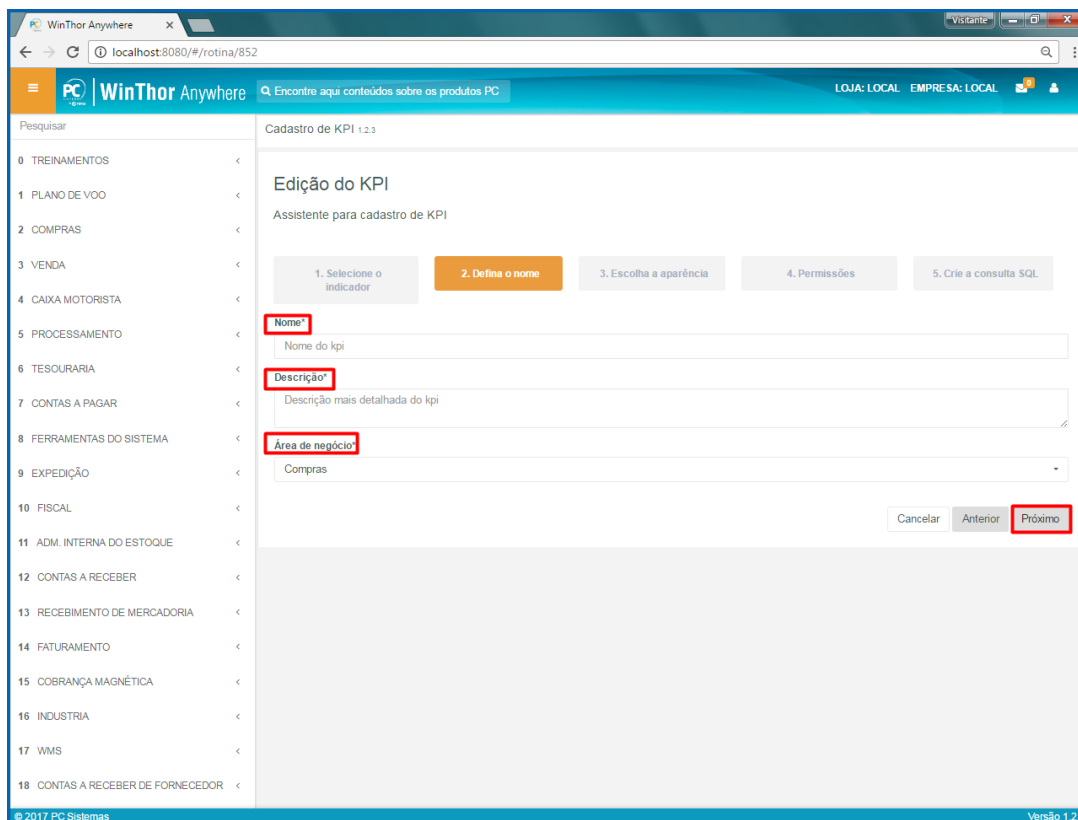 WinThor Anywhere
Visitante
localhost:8080/#/rotina/852
PC WinThor Anywhere
Encontre aqui conteúdos sobre os produtos PC
LOJA: LOCAL EMPRESA: LOCAL
0
Pesquisar
Cadastro de KPI 1.2.3
0 TREINAMENTOS
1 PLANO DE VOO
2 COMPRAS
3 VENDA
4 CAIXA MOTORISTA
5 PROCESSAMENTO
6 TESOURARIA
7 CONTAS A PAGAR
8 FERRAMENTAS DO SISTEMA
9 EXPEDIÇÃO
10 FISCAL
11 ADM. INTERNA DO ESTOQUE
12 CONTAS A RECEBER
13 RECEBIMENTO DE MERCADORIA
14 FATURAMENTO
15 COBRANÇA MAGNÉTICA
16 INDUSTRIA
17 WMS
18 CONTAS A RECEBER DE FORNECEDOR
Edição do KPI
Assistente para cadastro de KPI
1. Selecione o
indicador
2. Defina o nome
3. Escolha a aparência
4. Permissões
5. Crie a consulta SQL
Nome*
Nome do kpi
Descrição*
Descrição mais detalhada do kpi
Área de negócio*
Compras
Cancelar
Anterior
Próximo
© 2017 PC Sistemas
Versão 1.2